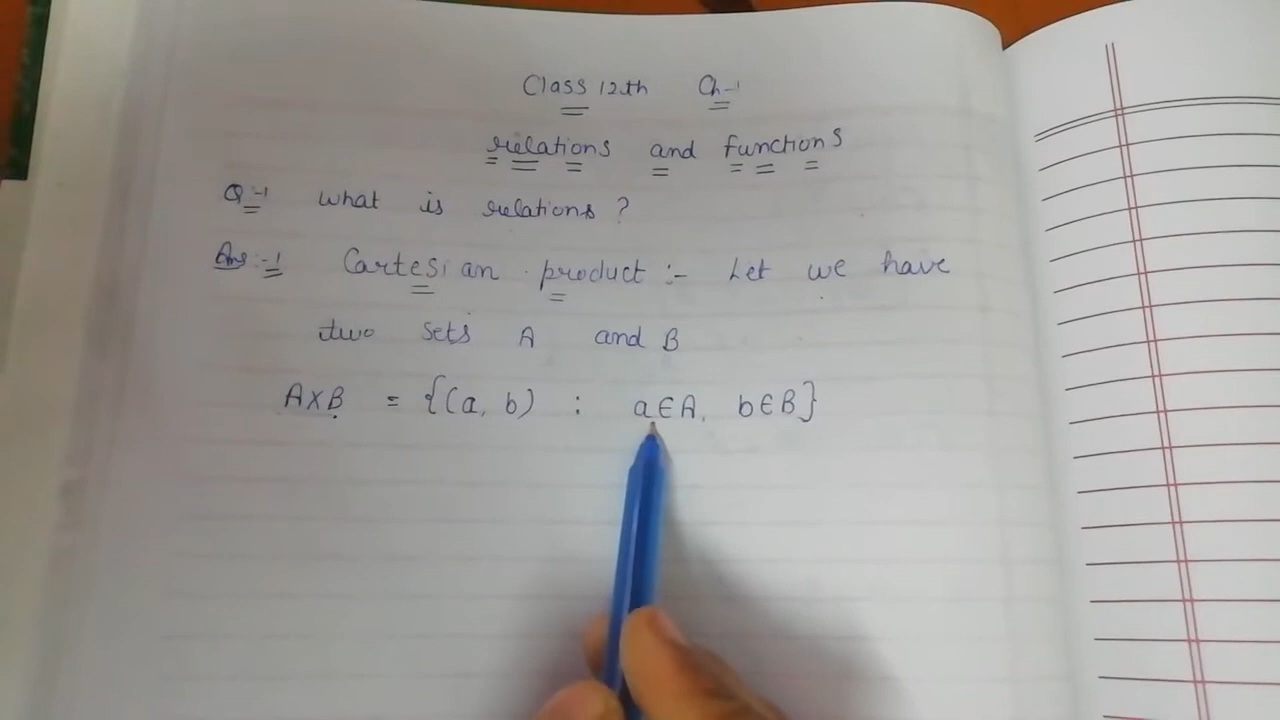 Class 12th Ch-1
relations and functions
Q-1 What is relations ?
Ans:-1 Cartesian product :- Let we have
two sets A and B
A×B = {(a, b) : a∈A, b∈B}